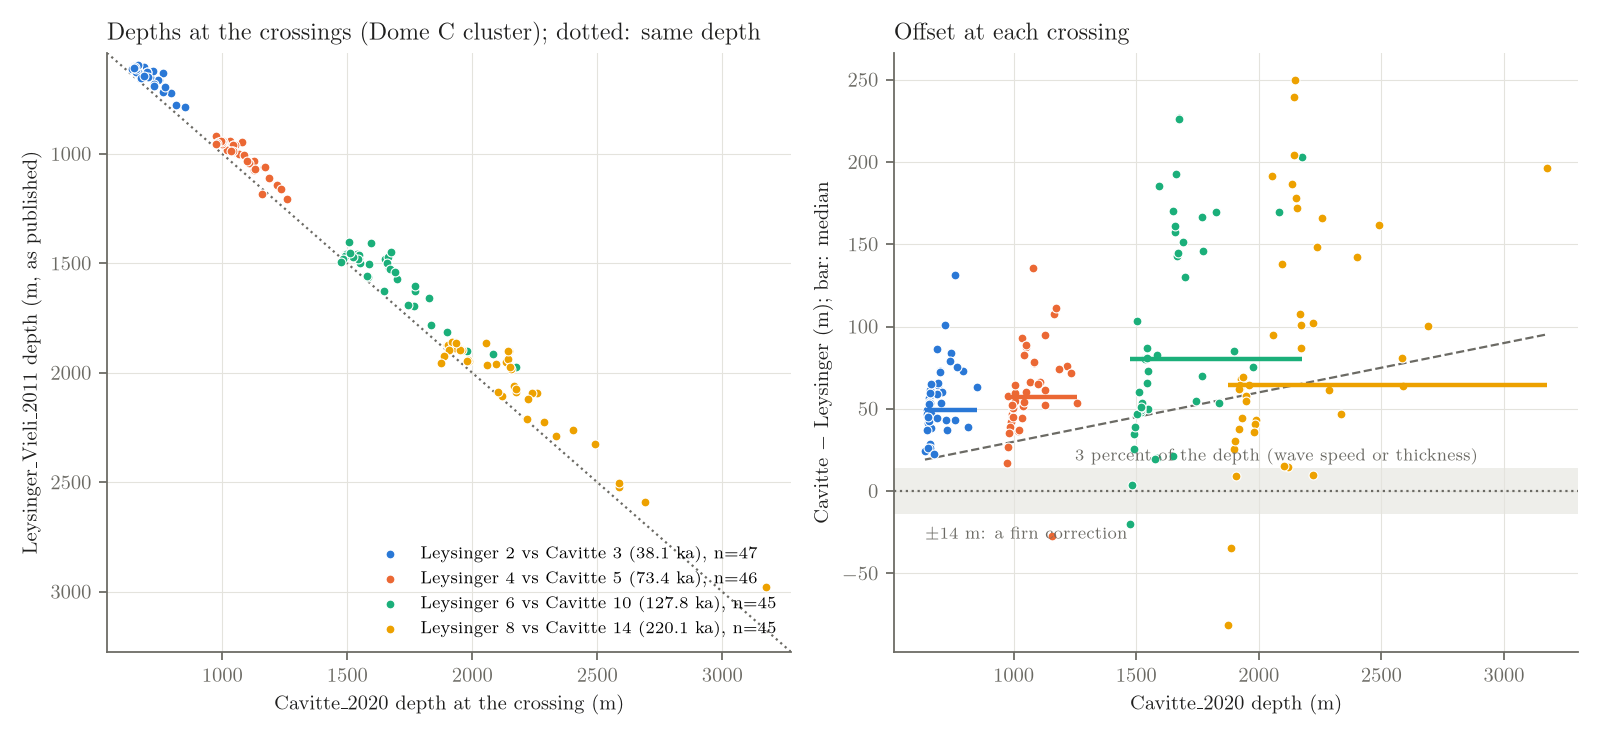 Depths at the crossings (Dome C cluster); dotted: same depth
Leysinger_Vieli_2011 depth (m, as published)
1000
1500
2000
2500
3000
Leysinger 2 vs Cavitte 3 (38.1 ka), n=47
Leysinger 4 vs Cavitte 5 (73.4 ka), n=46
Leysinger 6 vs Cavitte 10 (127.8 ka), n=45
Leysinger 8 vs Cavitte 14 (220.1 ka), n=45
1000 1500 2000 2500 3000
Cavitte_2020 depth at the crossing (m)
Offset at each crossing
Cavitte − Leysinger (m); bar: median
250
200
150
100
50
0
−50
3 percent of the depth (wave speed or thickness)
±14 m: a firn correction
1000 1500 2000 2500 3000
Cavitte_2020 depth (m)